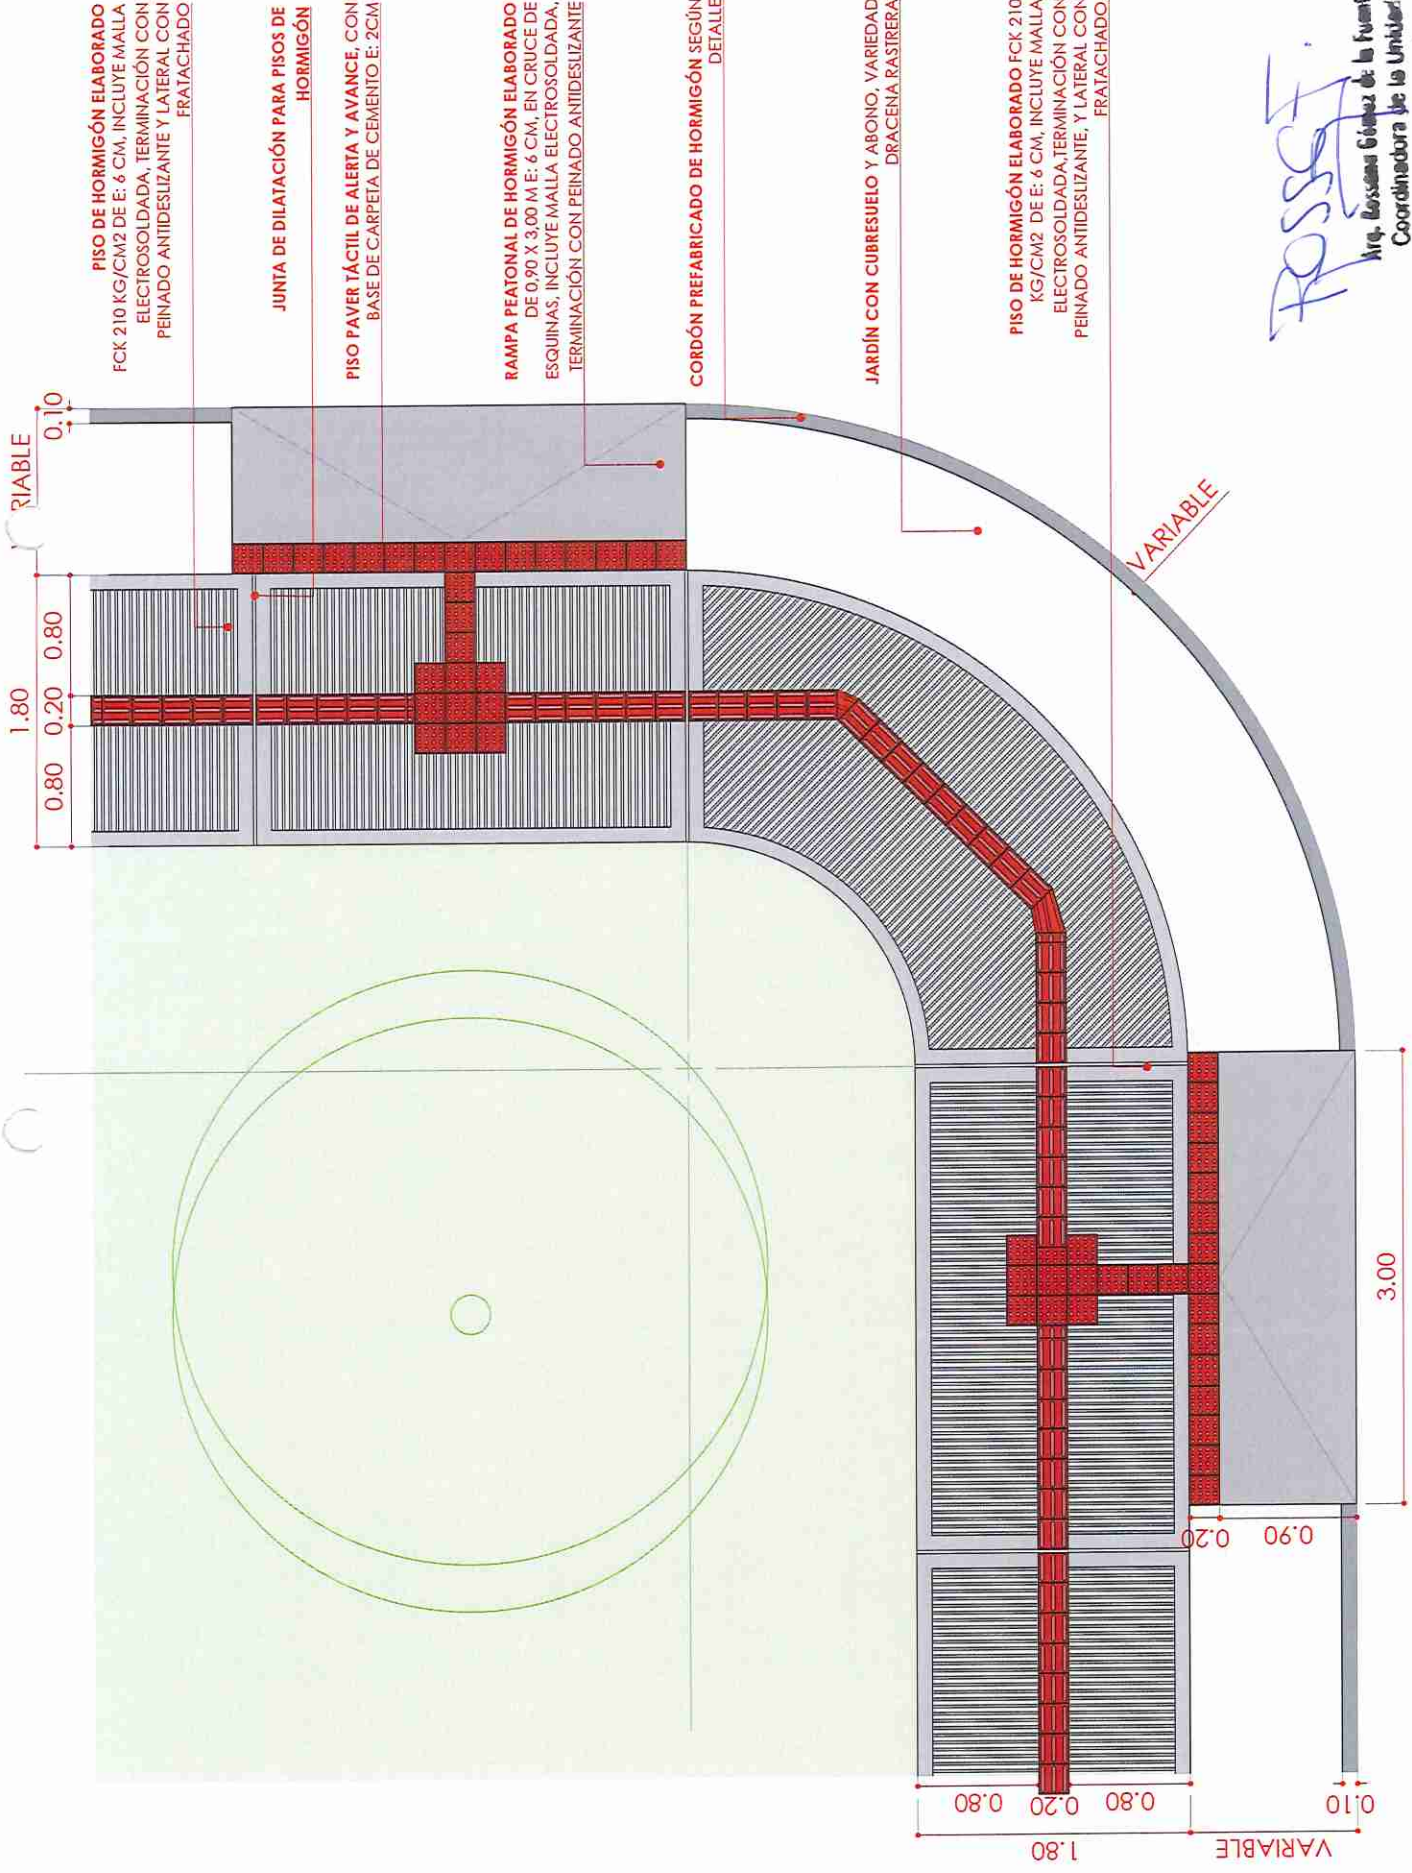 PISO DE HORMIGÓN ELABORADO
FCK 210 KG/CM2 DE E: 6 CM, INCLUYE MALLA
ELECTROSOLDADA, TERMINACIÓN CON
PEINADO ANTIDESLIZANTE Y LATERAL CON
FRATACHADO
JUNTA DE DILATACIÓN PARA PISOS DE
HORMIGÓN
PISO PAVER TÁCTIL DE ALERTA Y AVANCE, CON
BASE DE CARPETA DE CEMENTO E: 2CM
RAMPA PEATONAL DE HORMIGÓN ELABORADO
DE 0,90 X 3,00 M E: 6 CM, EN CRUCE DE
ESQUINAS, INCLUYE MALLA ELECTROSOLDADA,
TERMINACIÓN CON PEINADO ANTIDESLIZANTE
CORDÓN PREFABRICADO DE HORMIGÓN SEGÚN
DETALLE
JARDÍN CON CUBRESUELO Y ABONO, VARIEDAD
DRACENA RASTRERA
PISO DE HORMIGÓN ELABORADO FCK 210
KG/CM2 DE E: 6 CM, INCLUYE MALLA
ELECTROSOLDADA,TERMINACIÓN CON
PEINADO ANTIDESLIZANTE, Y LATERAL CON
FRATACHADO
Arq. Rossana Gómez de la Fuent
Coordinadora de la Unidad
RIABLE
0.10
1.80
0.80
0.20
0.80
VARIABLE
3.00
0.20
0.90
0.80
0.20
0.80
1.80
0.10
VARIABLE